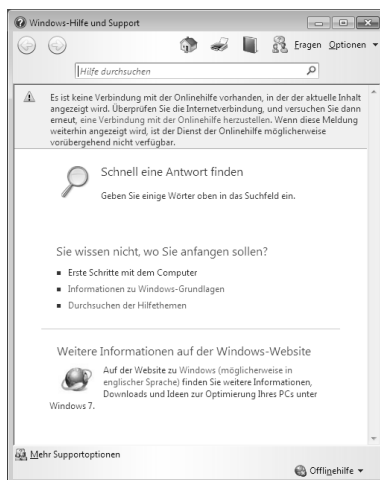 Windows-Hilfe und Support
Fragen Optionen
Hilfe durchsuchen
Es ist keine Verbindung mit der Onlinehilfe vorhanden, in der der aktuelle Inhalt
angezeigt wird. Überprüfen Sie die Internetverbindung, und versuchen Sie dann
erneut, eine Verbindung mit der Onlinehilfe herzustellen. Wenn diese Meldung
weiterhin angezeigt wird, ist der Dienst der Onlinehilfe möglicherweise
vorübergehend nicht verfügbar.
Schnell eine Antwort finden
Geben Sie einige Wörter oben in das Suchfeld ein.
Sie wissen nicht, wo Sie anfangen sollen?
Erste Schritte mit dem Computer
Informationen zu Windows-Grundlagen
Durchsuchen der Hilfethemen
Weitere Informationen auf der Windows-Website
Auf der Website zu Windows (möglicherweise in
englischer Sprache) finden Sie weitere Informationen,
Downloads und Ideen zur Optimierung Ihres PCs unter
Windows 7.
Mehr Supportoptionen
Offlinehilfe